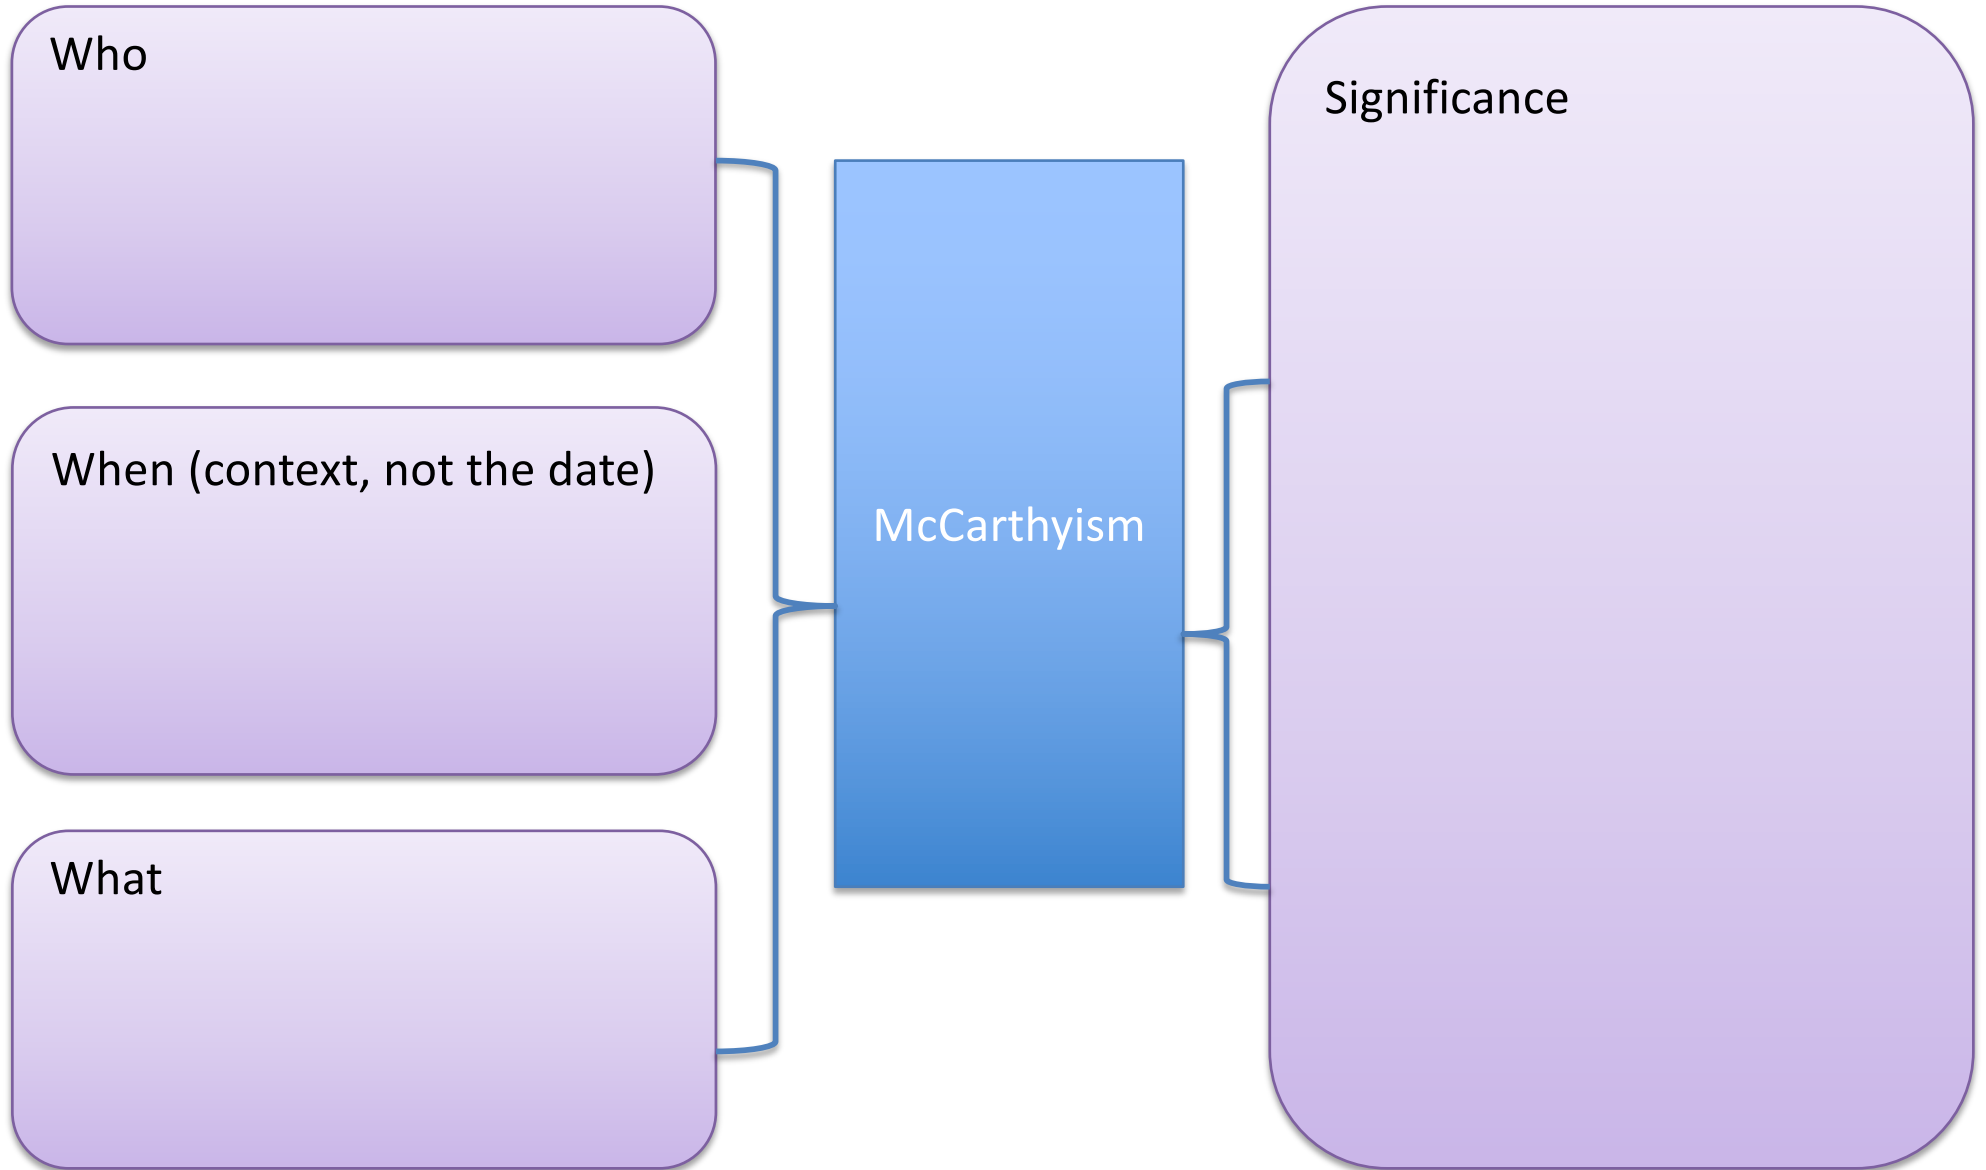 Who
When (context, not the date)
What
McCarthyism
Significance